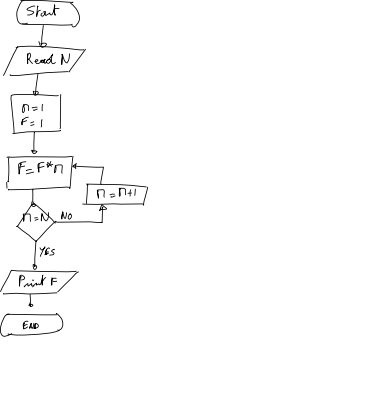 Start
Read N
n=1
F=1
F=F*n
n=n+1
n=N
NO
YES
Print F
END